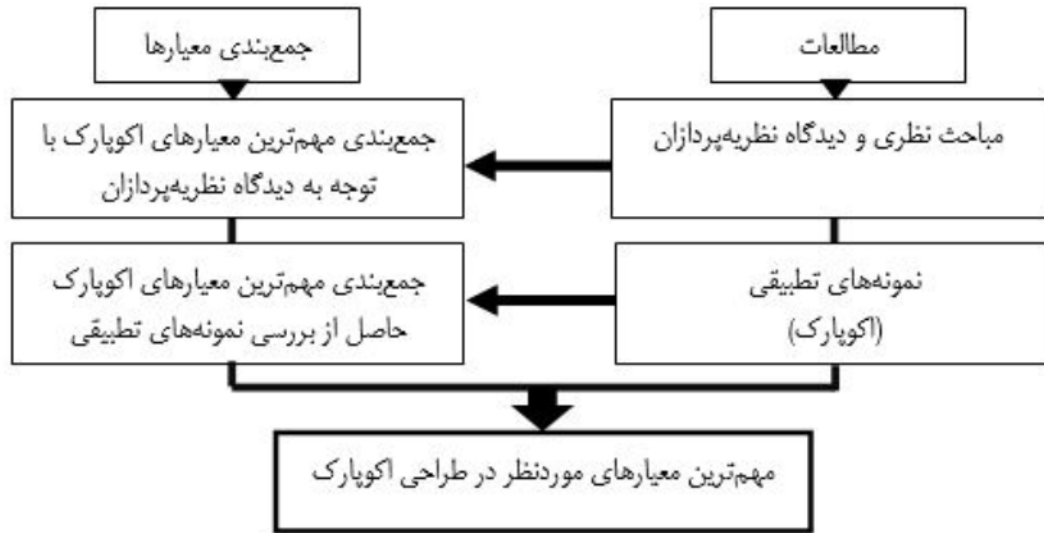 مطالعات
جمع‌بندی معیارها
مباحث نظری و دیدگاه نظریه‌پردازان
جمع‌بندی مهم‌ترین معیارهای اکوپارک با
توجه به دیدگاه نظریه‌پردازان
نمونه‌های تطبیقی
(اکوپارک)
جمع‌بندی مهم‌ترین معیارهای اکوپارک
حاصل از بررسی نمونه‌های تطبیقی
مهم‌ترین معیارهای موردنظر در طراحی اکوپارک